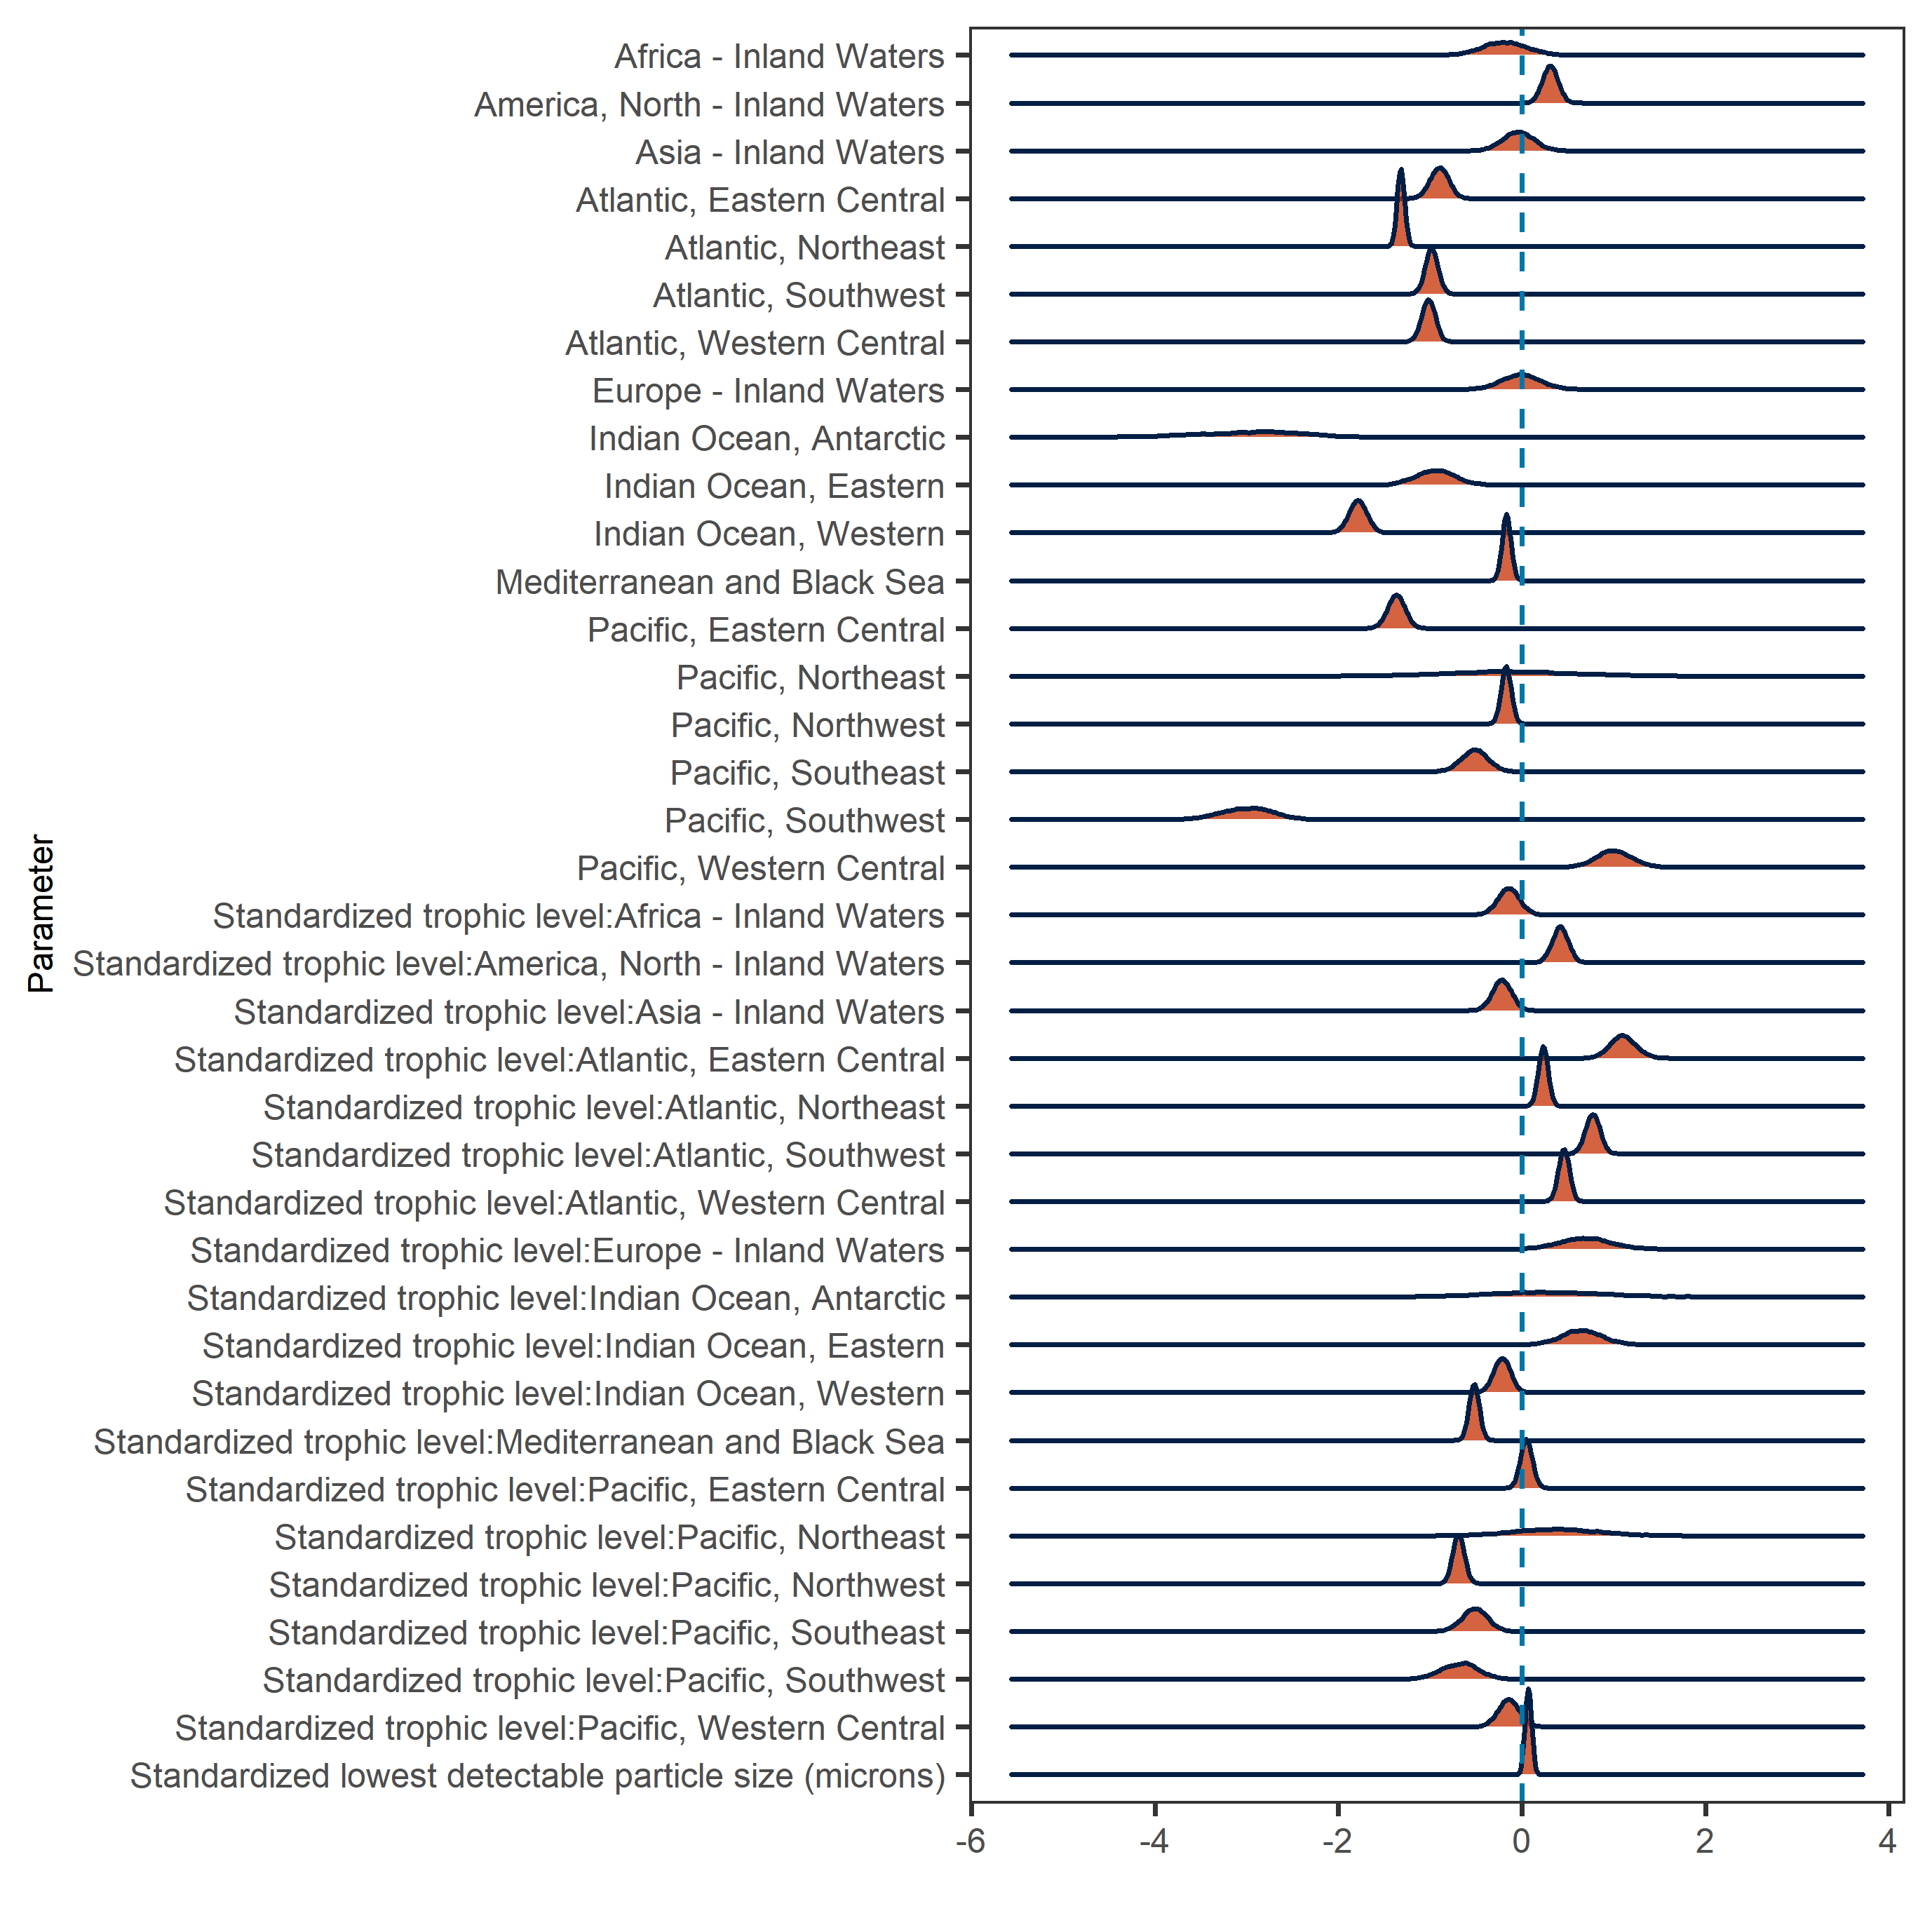 Africa - Inland Waters
America, North - Inland Waters
Asia - Inland Waters
Atlantic, Eastern Central
Atlantic, Northeast
Atlantic, Southwest
Atlantic, Western Central
Europe - Inland Waters
Indian Ocean, Antarctic
Indian Ocean, Eastern
Indian Ocean, Western
Mediterranean and Black Sea
Pacific, Eastern Central
Pacific, Northeast
Pacific, Northwest
Pacific, Southeast
Pacific, Southwest
Pacific, Western Central
Standardized trophic level:Africa - Inland Waters
Standardized trophic level:America, North - Inland Waters
Standardized trophic level:Asia - Inland Waters
Standardized trophic level:Atlantic, Eastern Central
Standardized trophic level:Atlantic, Northeast
Standardized trophic level:Atlantic, Southwest
Standardized trophic level:Atlantic, Western Central
Standardized trophic level:Europe - Inland Waters
Standardized trophic level:Indian Ocean, Antarctic
Standardized trophic level:Indian Ocean, Eastern
Standardized trophic level:Indian Ocean, Western
Standardized trophic level:Mediterranean and Black Sea
Standardized trophic level:Pacific, Eastern Central
Standardized trophic level:Pacific, Northeast
Standardized trophic level:Pacific, Northwest
Standardized trophic level:Pacific, Southeast
Standardized trophic level:Pacific, Southwest
Standardized trophic level:Pacific, Western Central
Standardized lowest detectable particle size (microns)
Parameter
-6 -4 -2 0 2 4